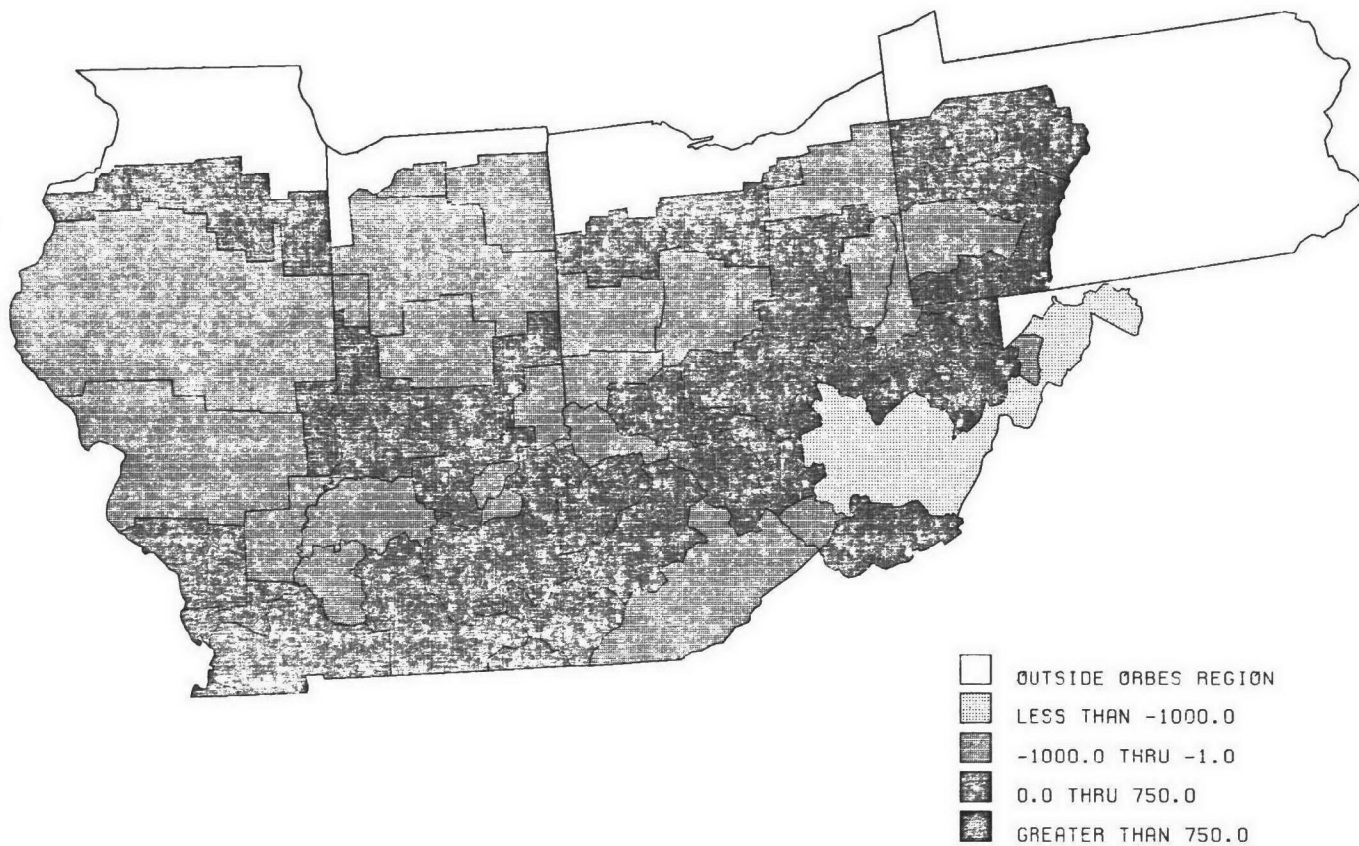 OUTSIDE ØRBES REGIØN
LESS THAN -1000.0
-1000.0 THRU -1.0
0.0 THRU 750.0
GREATER THAN 750.0